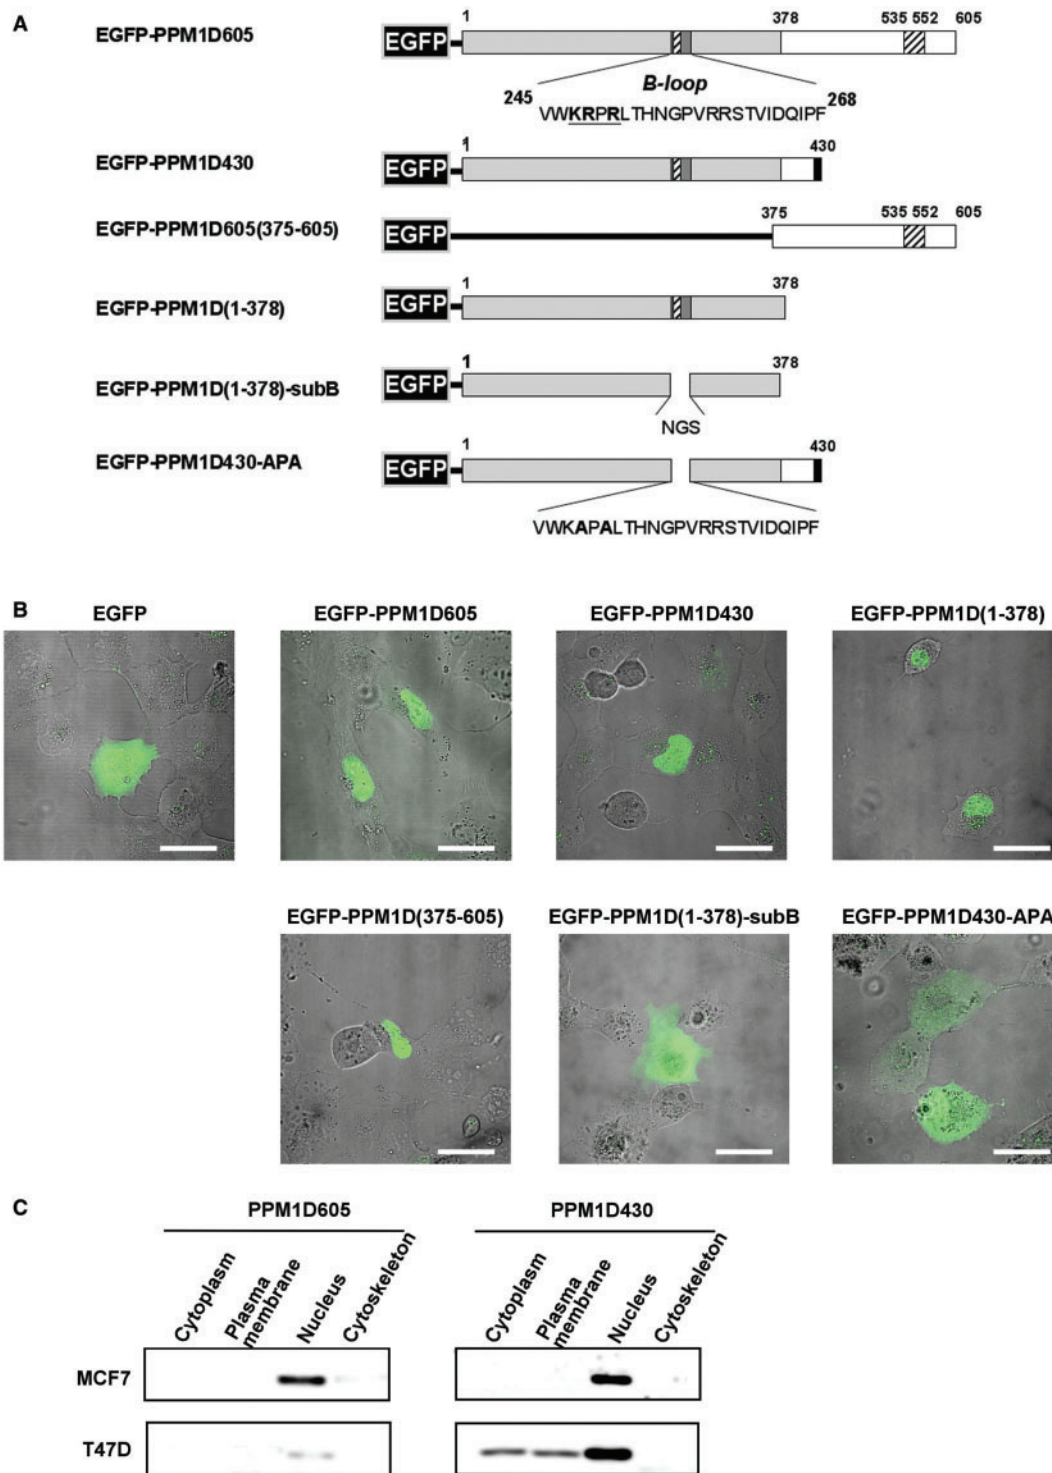 A
EGFP-PPM1D605
EGFP
1 378 535 552 605
B-loop
245 VWKRPRLTHNGPVRRSTVIDQIPF 268
EGFP-PPM1D430
EGFP
1 430
EGFP-PPM1D605(375-605)
EGFP
375 535 552 605
EGFP-PPM1D(1-378)
EGFP
1 378
EGFP-PPM1D(1-378)-subB
EGFP
1 378
NGS
EGFP-PPM1D430-APA
EGFP
1 430
VWKAPALTHNGPVRRSTVIDQIPF
B
EGFP
EGFP-PPM1D605
EGFP-PPM1D430
EGFP-PPM1D(1-378)
EGFP-PPM1D(375-605)
EGFP-PPM1D(1-378)-subB
EGFP-PPM1D430-APA
C
PPM1D605
PPM1D430
Cytoplasm
Plasma
membrane
Nucleus
Cytoskeleton
Cytoplasm
Plasma
membrane
Nucleus
Cytoskeleton
MCF7
T47D